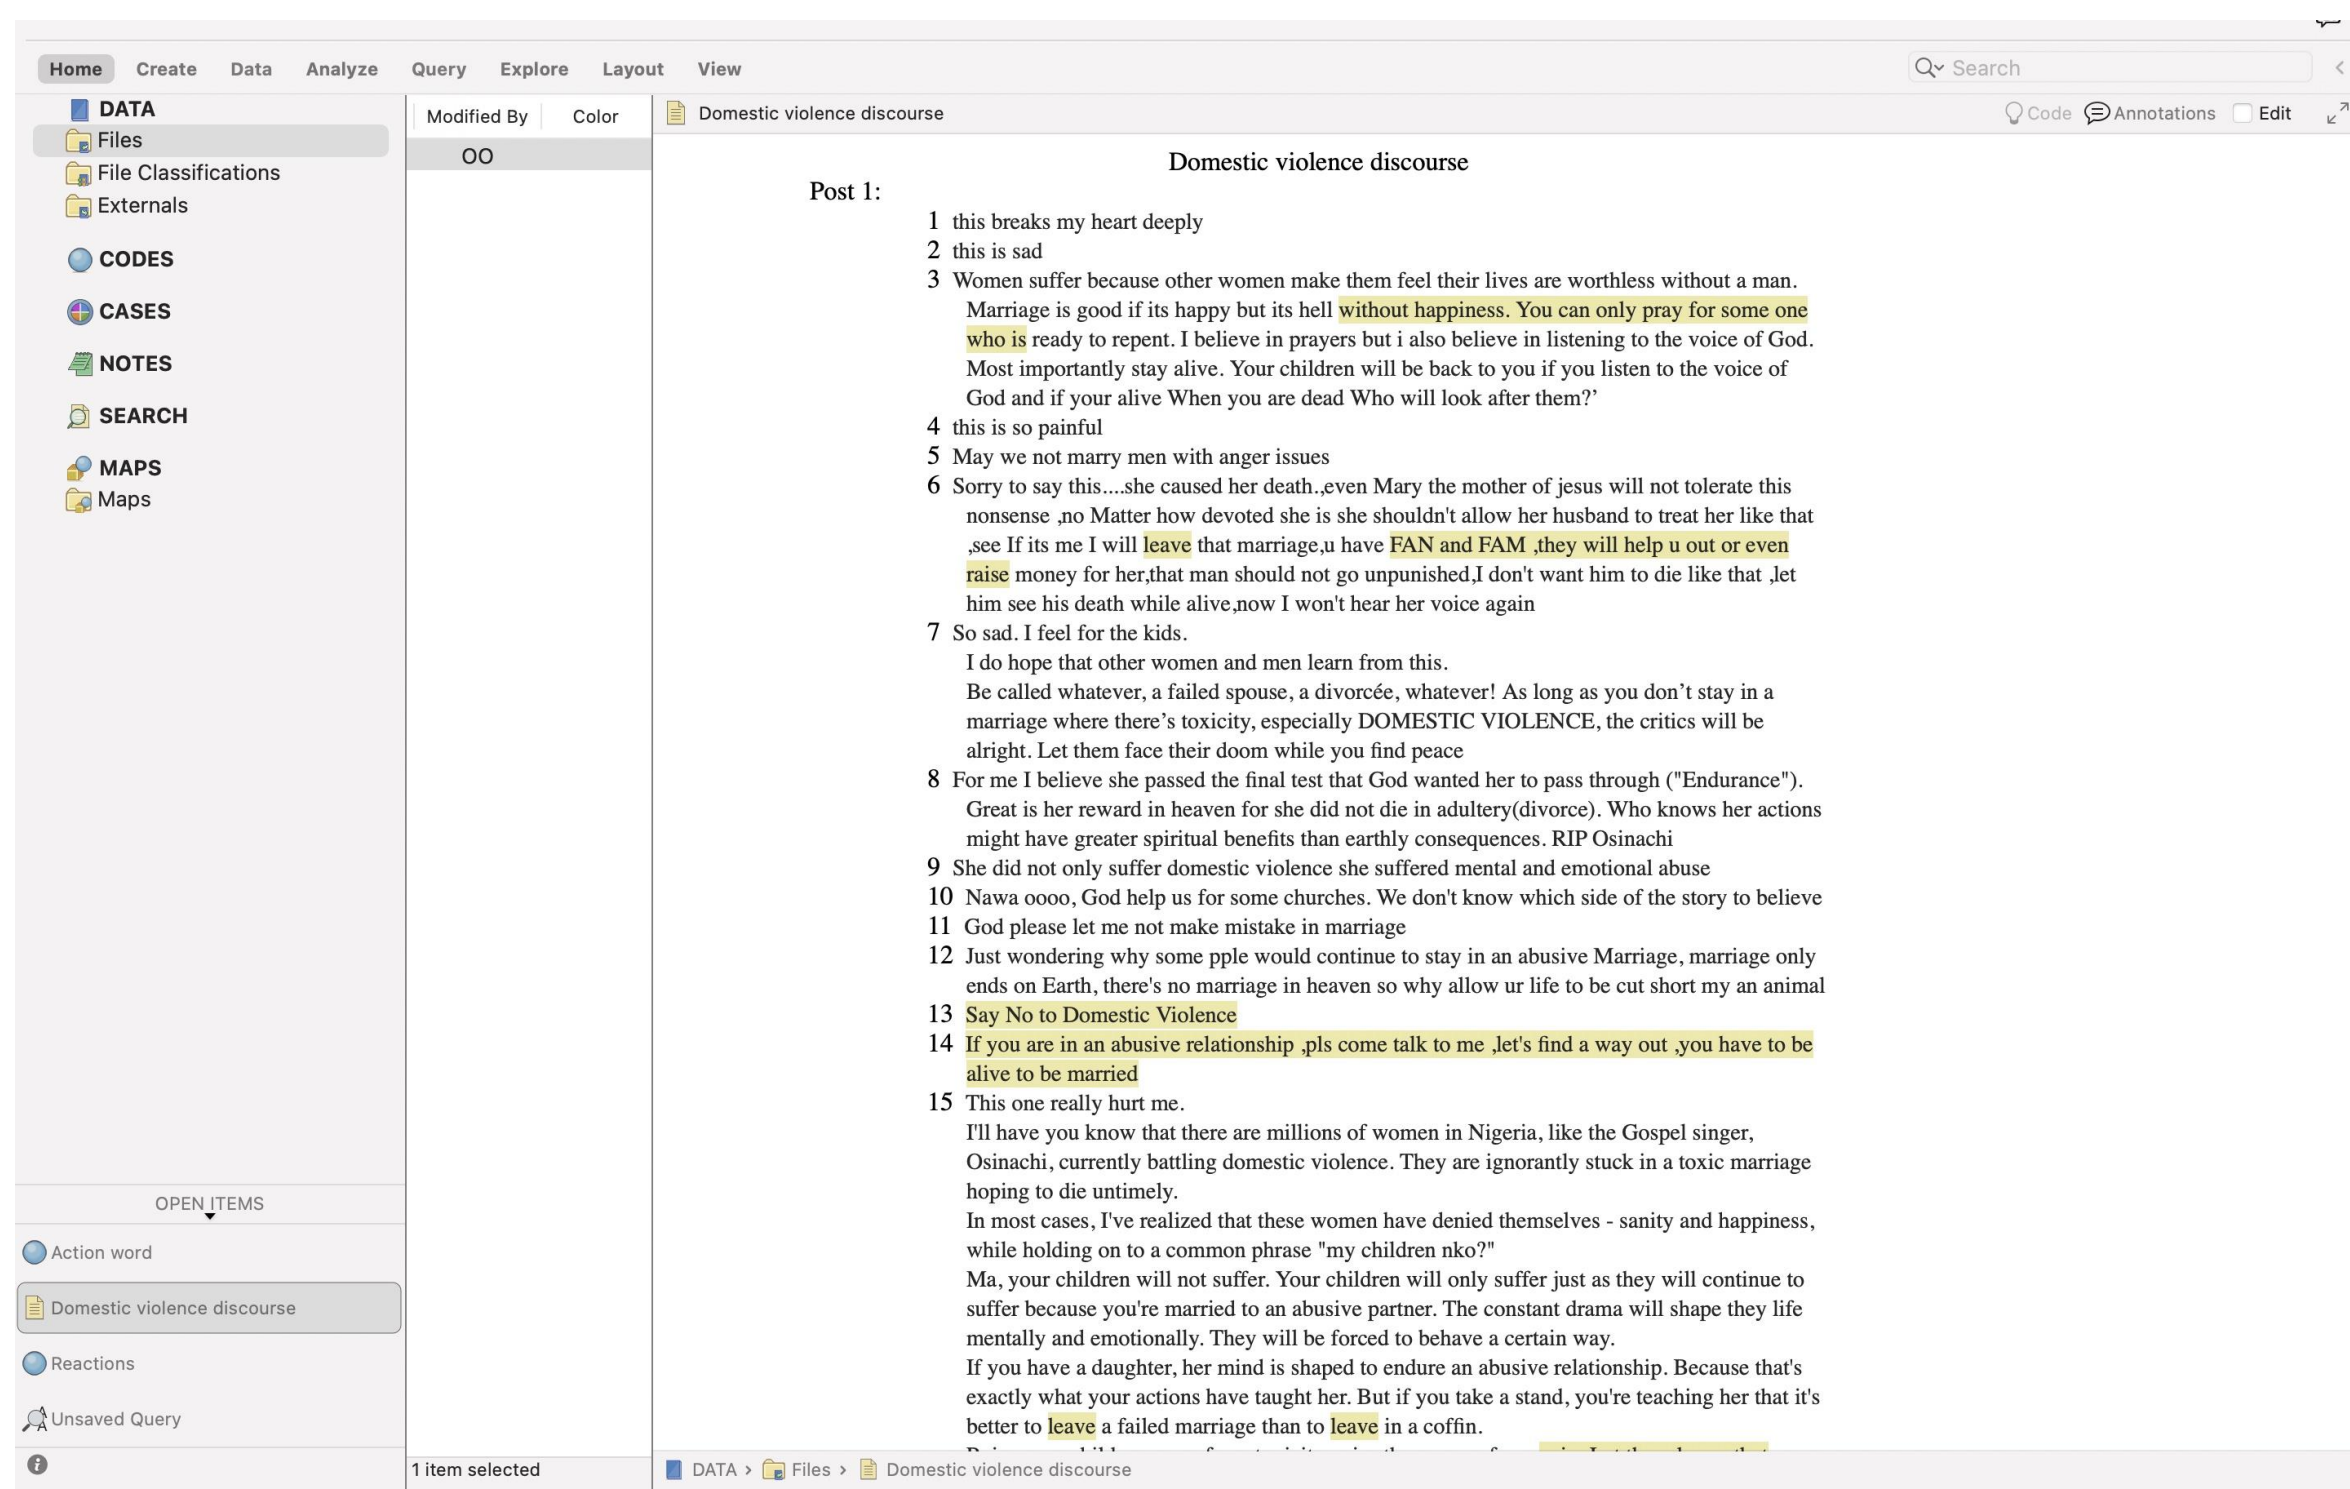 Home Create Data Analyze Query Explore Layout View Search
DATA
Files
File Classifications
Externals
CODES
CASES
NOTES
SEARCH
MAPS
Maps
OPEN ITEMS
Action word
Domestic violence discourse
Reactions
Unsaved Query
Modified By Color
OO
1 item selected
Domestic violence discourse Code Annotations Edit
Domestic violence discourse
Post 1:
1 this breaks my heart deeply
2 this is sad
3 Women suffer because other women make them feel their lives are worthless without a man.
Marriage is good if its happy but its hell without happiness. You can only pray for some one
who is ready to repent. I believe in prayers but i also believe in listening to the voice of God.
Most importantly stay alive. Your children will be back to you if you listen to the voice of
God and if your alive When you are dead Who will look after them?’
4 this is so painful
5 May we not marry men with anger issues
6 Sorry to say this....she caused her death.,even Mary the mother of jesus will not tolerate this
nonsense ,no Matter how devoted she is she shouldn't allow her husband to treat her like that
,see If its me I will leave that marriage,u have FAN and FAM ,they will help u out or even
raise money for her,that man should not go unpunished,I don't want him to die like that ,let
him see his death while alive,now I won't hear her voice again
7 So sad. I feel for the kids.
I do hope that other women and men learn from this.
Be called whatever, a failed spouse, a divorcée, whatever! As long as you don’t stay in a
marriage where there’s toxicity, especially DOMESTIC VIOLENCE, the critics will be
alright. Let them face their doom while you find peace
8 For me I believe she passed the final test that God wanted her to pass through ("Endurance").
Great is her reward in heaven for she did not die in adultery(divorce). Who knows her actions
might have greater spiritual benefits than earthly consequences. RIP Osinachi
9 She did not only suffer domestic violence she suffered mental and emotional abuse
10 Nawa oooo, God help us for some churches. We don't know which side of the story to believe
11 God please let me not make mistake in marriage
12 Just wondering why some pple would continue to stay in an abusive Marriage, marriage only
ends on Earth, there's no marriage in heaven so why allow ur life to be cut short my an animal
13 Say No to Domestic Violence
14 If you are in an abusive relationship ,pls come talk to me ,let's find a way out ,you have to be
alive to be married
15 This one really hurt me.
I'll have you know that there are millions of women in Nigeria, like the Gospel singer,
Osinachi, currently battling domestic violence. They are ignorantly stuck in a toxic marriage
hoping to die untimely.
In most cases, I've realized that these women have denied themselves - sanity and happiness,
while holding on to a common phrase "my children nko?"
Ma, your children will not suffer. Your children will only suffer just as they will continue to
suffer because you're married to an abusive partner. The constant drama will shape they life
mentally and emotionally. They will be forced to behave a certain way.
If you have a daughter, her mind is shaped to endure an abusive relationship. Because that's
exactly what your actions have taught her. But if you take a stand, you're teaching her that it's
better to leave a failed marriage than to leave in a coffin.
DATA › Files › Domestic violence discourse